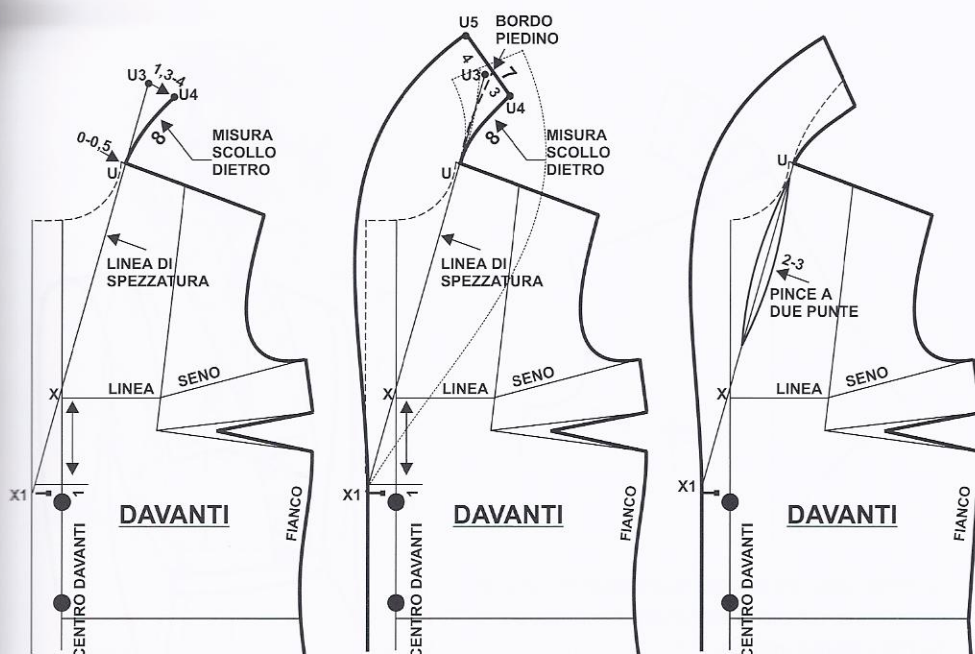 U3
1,3-4
U4
0-0,5
8
MISURA
SCOLLO
DIETRO
U
LINEA DI
SPEZZATURA
X
LINEA
SENO
X1
1
DAVANTI
FIANCO
CENTRO DAVANTI
U5
BORDO
PIEDINO
4
U3
7
3
U4
8
MISURA
SCOLLO
DIETRO
U
LINEA DI
SPEZZATURA
X
LINEA
SENO
X1
1
DAVANTI
FIANCO
CENTRO DAVANTI
U
2-3
PINCE A
DUE PUNTE
X
LINEA
SENO
X1
DAVANTI
FIANCO
CENTRO DAVANTI